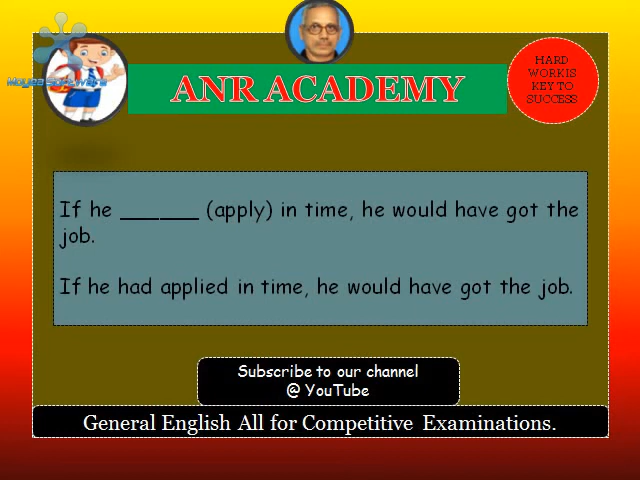 Moyea Software
ANR ACADEMY
HARD
WORK IS
KEY TO
SUCCESS
If he ______ (apply) in time, he would have got the
job.
If he had applied in time, he would have got the job.
Subscribe to our channel
@ YouTube
General English All for Competitive Examinations.